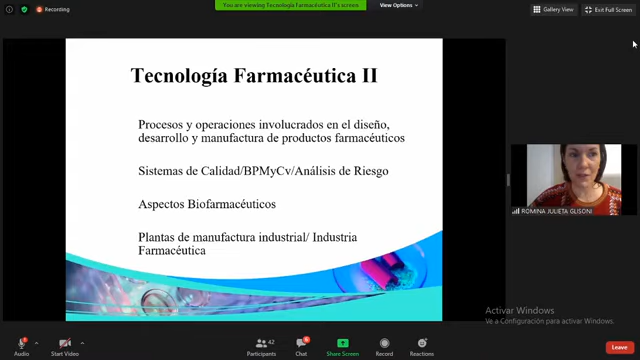 Recording
You are viewing Tecnología Farmacéutica II's screen
View Options
Gallery View
Exit Full Screen
Tecnología Farmacéutica II
Procesos y operaciones involucrados en el diseño,
desarrollo y manufactura de productos farmacéuticos
Sistemas de Calidad/BPMyCv/Análisis de Riesgo
Aspectos Biofarmacéuticos
Plantas de manufactura industrial/ Industria
Farmacéutica
ROMINA JULIETA GLISONI
Activar Windows
Ve a Configuración para activar Windows.
Audio
Start Video
42
Participants
Chat
Share Screen
Record
Reactions
Leave